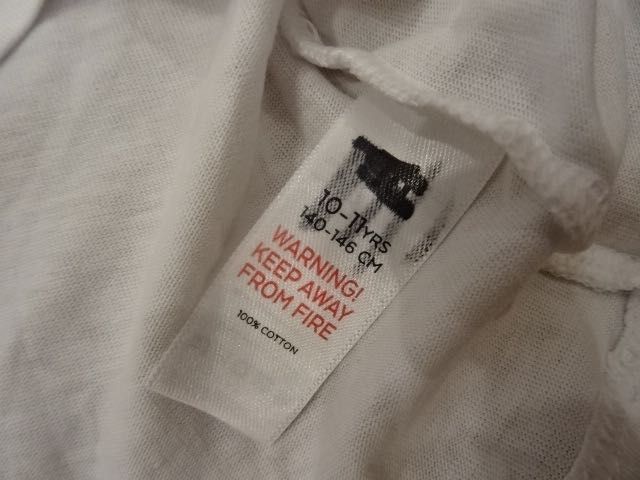 10-11YRS
140-146 CM
WARNING!
KEEP AWAY
FROM FIRE
100% COTTON